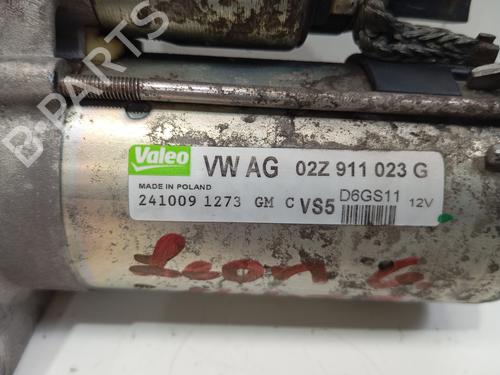 B-PARTS
Valeo VW AG 02Z 911 023 G
MADE IN POLAND
241009 1273 GM C VS5 D6GS11 12V
Leon